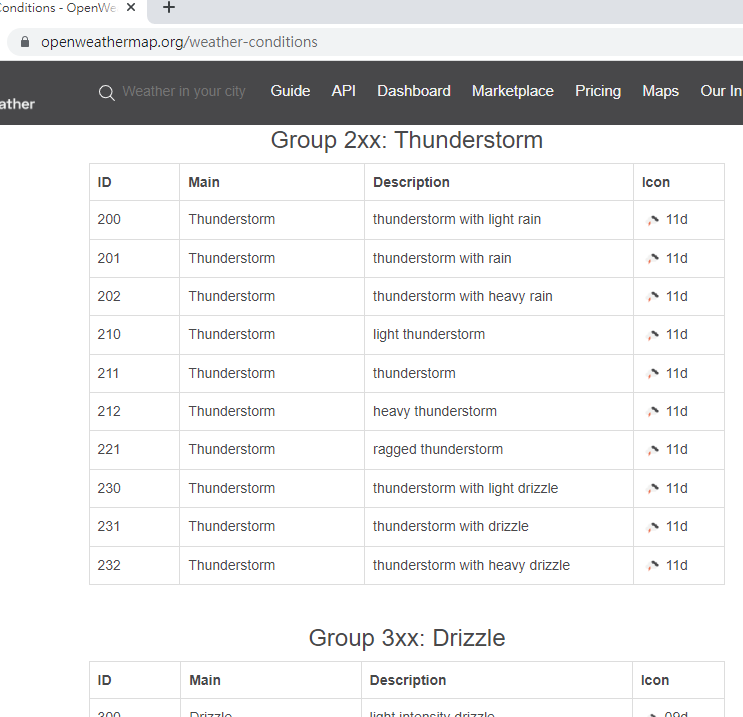 Conditions - OpenWe
openweathermap.org/weather-conditions
ather
Weather in your city Guide API Dashboard Marketplace Pricing Maps Our In
Group 2xx: Thunderstorm
ID Main Description Icon
200 Thunderstorm thunderstorm with light rain 11d
201 Thunderstorm thunderstorm with rain 11d
202 Thunderstorm thunderstorm with heavy rain 11d
210 Thunderstorm light thunderstorm 11d
211 Thunderstorm thunderstorm 11d
212 Thunderstorm heavy thunderstorm 11d
221 Thunderstorm ragged thunderstorm 11d
230 Thunderstorm thunderstorm with light drizzle 11d
231 Thunderstorm thunderstorm with drizzle 11d
232 Thunderstorm thunderstorm with heavy drizzle 11d
Group 3xx: Drizzle
ID Main Description Icon
300 Drizzle light intensity drizzle 09d